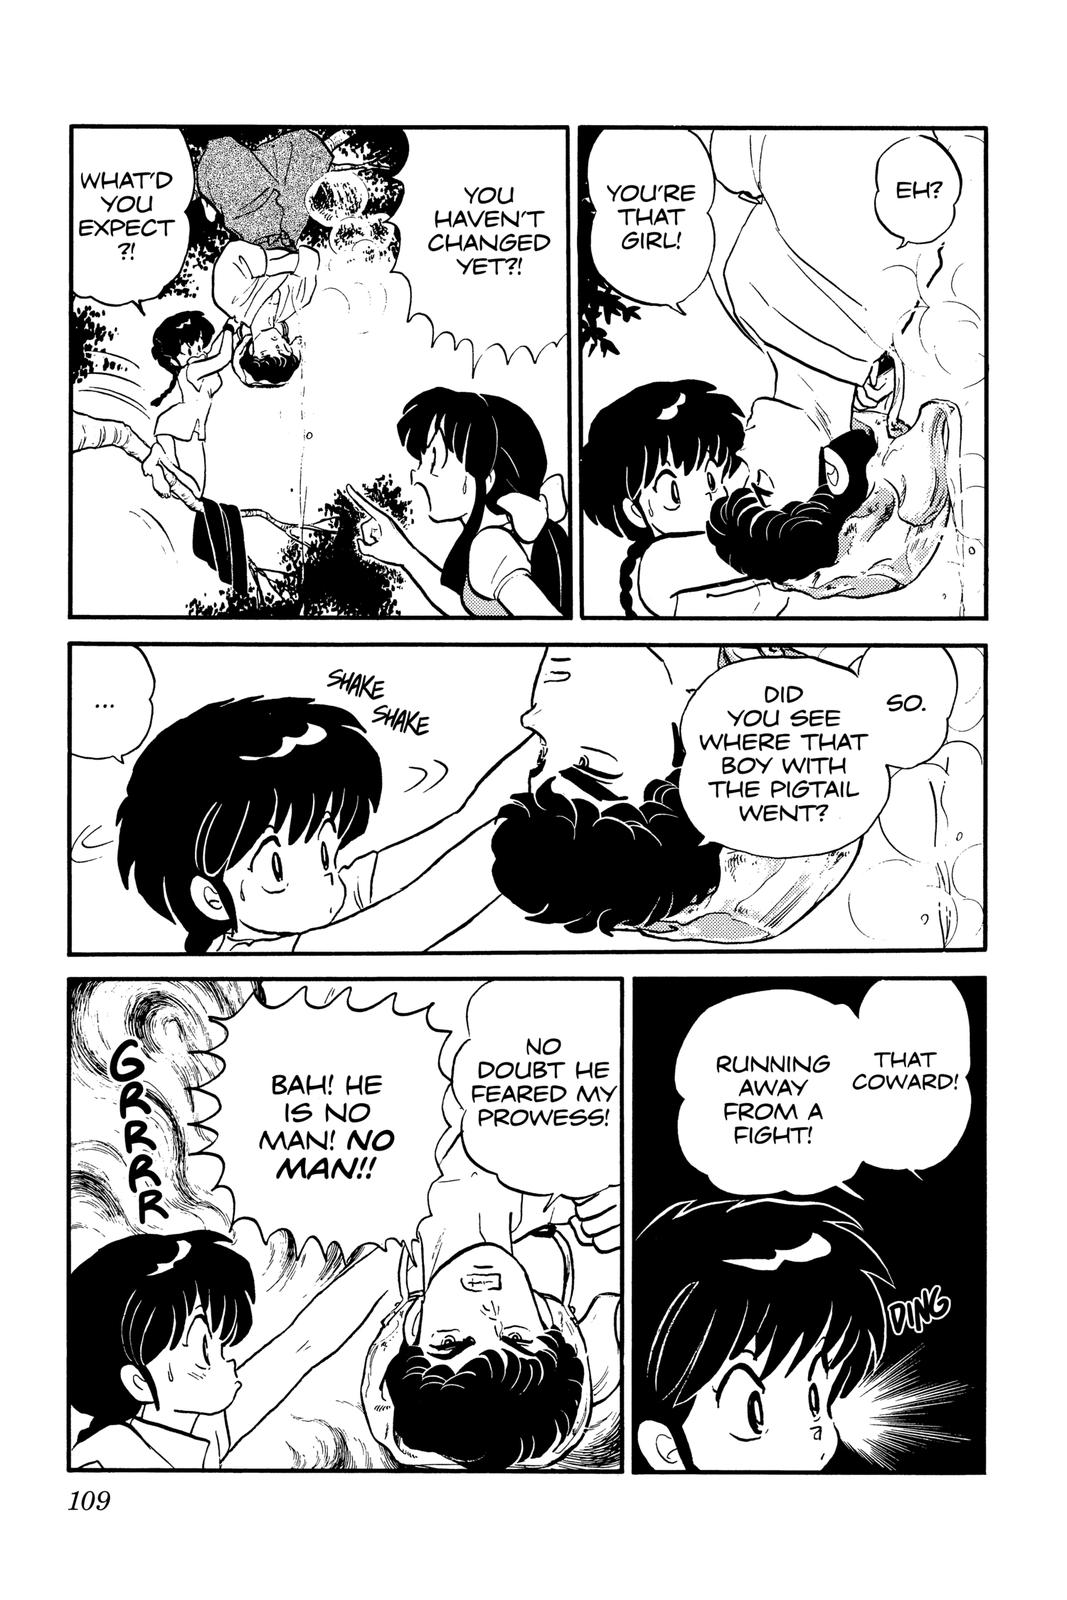 WHAT'D
YOU
EXPECT
?!
YOU
HAVEN'T
CHANGED
YET?!
YOU'RE
THAT
GIRL!
EH?
...
SHAKE
SHAKE
DID
YOU SEE
WHERE THAT
BOY WITH
THE PIGTAIL
WENT?
SO.
GRRRR
BAH! HE
IS NO
MAN! NO
MAN!!
NO
DOUBT HE
FEARED MY
PROWESS!
RUNNING
AWAY
FROM A
FIGHT!
THAT
COWARD!
DING
109